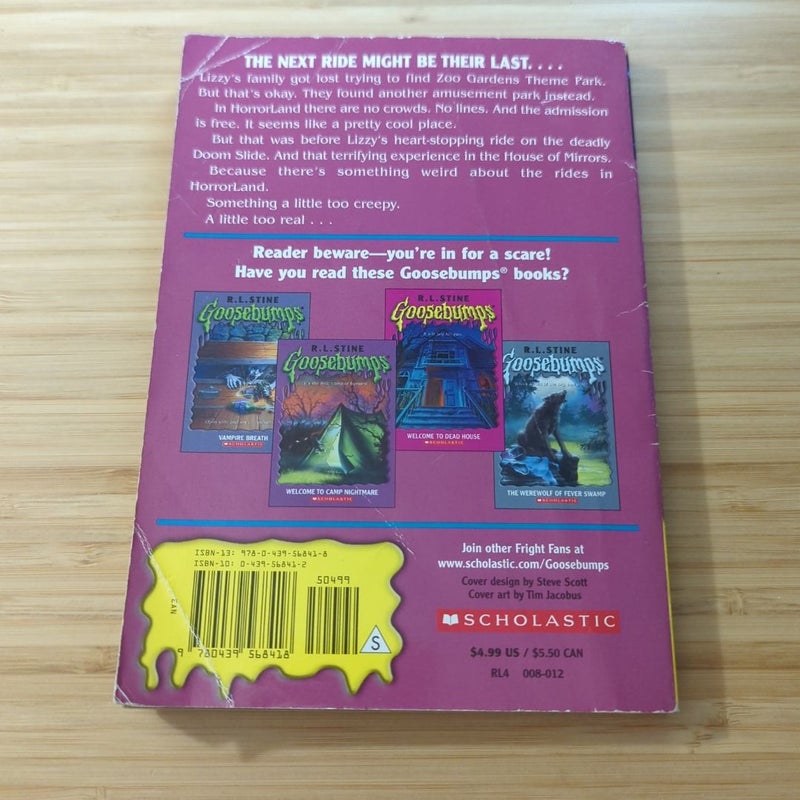 THE NEXT RIDE MIGHT BE THEIR LAST. . . .
Lizzy's family got lost trying to find Zoo Gardens Theme Park.
But that's okay. They found another amusement park instead.
In HorrorLand there are no crowds. No lines. And the admission
is free. It seems like a pretty cool place.
But that was before Lizzy's heart-stopping ride on the deadly
Doom Slide. And that terrifying experience in the House of Mirrors.
Because there's something weird about the rides in
HorrorLand.
Something a little too creepy.
A little too real . . .
Reader beware—you're in for a scare!
Have you read these Goosebumps® books?
R.L.STINE
Goosebumps
VAMPIRE BREATH
SCHOLASTIC
R.L.STINE
Goosebumps
WELCOME TO CAMP NIGHTMARE
SCHOLASTIC
R.L.STINE
Goosebumps
WELCOME TO DEAD HOUSE
SCHOLASTIC
R.L.STINE
Goosebumps
THE WEREWOLF OF FEVER SWAMP
SCHOLASTIC
ISBN-13: 978-0-439-56841-8
ISBN-10: 0-439-56841-2
50499
EAN
9 780439 568418
S
Join other Fright Fans at
www.scholastic.com/Goosebumps
Cover design by Steve Scott
Cover art by Tim Jacobus
SCHOLASTIC
$4.99 US / $5.50 CAN
RL4 008-012